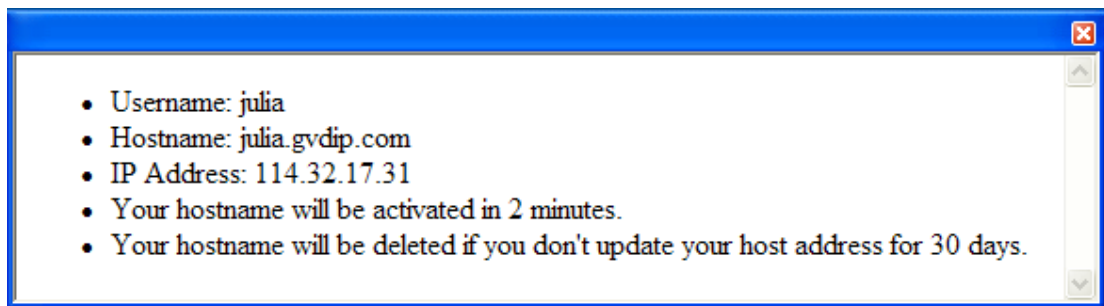 Username: julia
Hostname: julia.gvdip.com
IP Address: 114.32.17.31
Your hostname will be activated in 2 minutes.
Your hostname will be deleted if you don't update your host address for 30 days.